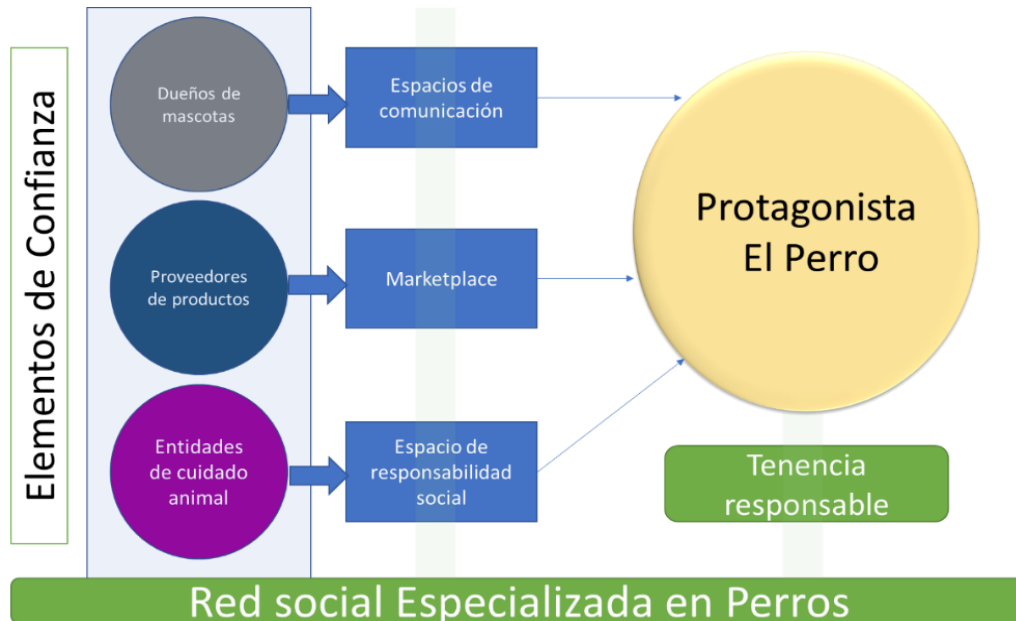 Elementos de Confianza
Dueños de
mascotas
Espacios de
comunicación
Proveedores
de productos
Marketplace
Entidades
de cuidado
animal
Espacio de
responsabilidad
social
Protagonista
El Perro
Tenencia
responsable
Red social Especializada en Perros